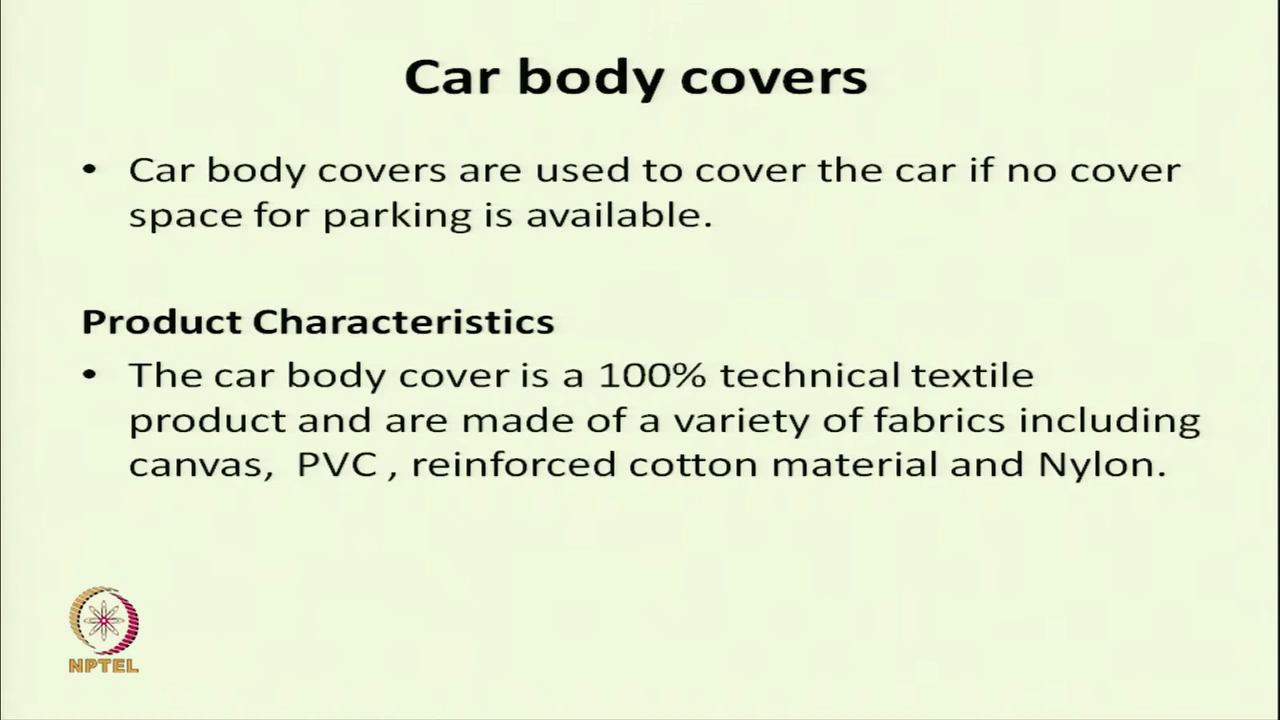 Car body covers
• Car body covers are used to cover the car if no cover
space for parking is available.
Product Characteristics
• The car body cover is a 100% technical textile
product and are made of a variety of fabrics including
canvas,  PVC , reinforced cotton material and Nylon.
NPTEL